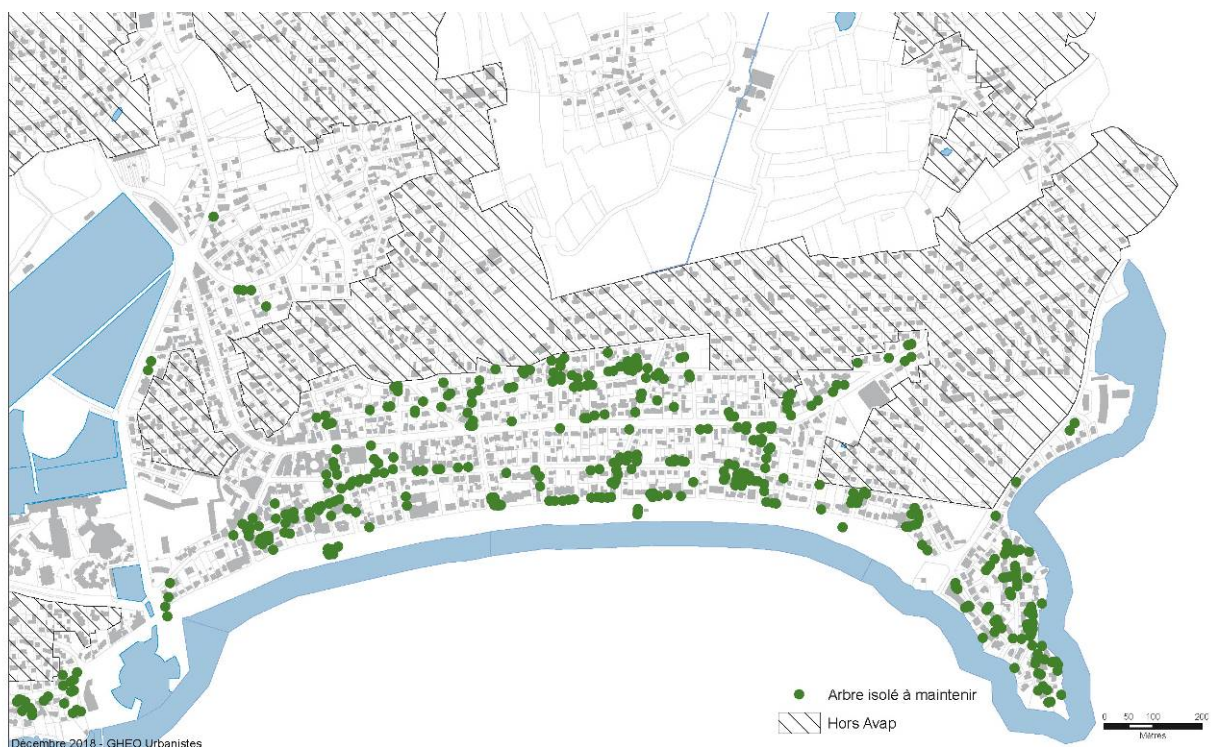 Arbre isolé à maintenir
Hors Avap
0 50 100 200
Mètres
Décembre 2018 - GHEO Urbanistes